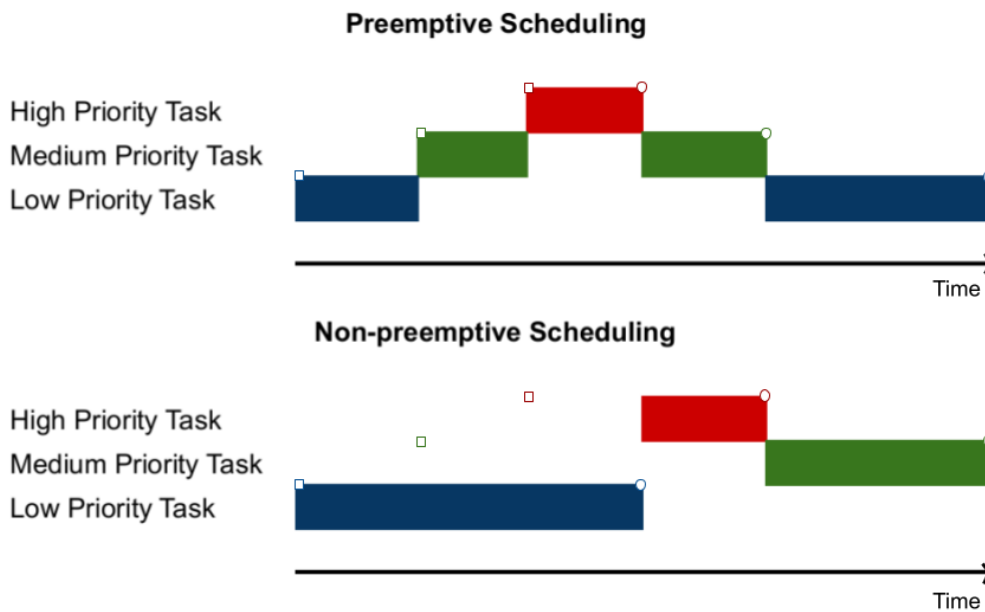 Preemptive Scheduling
High Priority Task
Medium Priority Task
Low Priority Task
Time
Non-preemptive Scheduling
High Priority Task
Medium Priority Task
Low Priority Task
Time